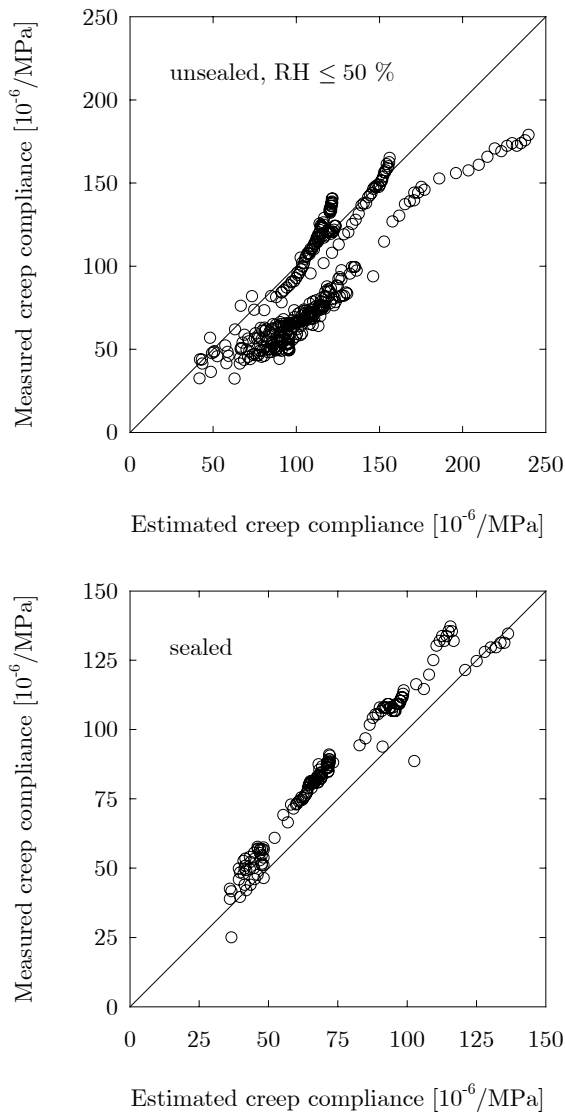 250
200
150
100
50
0
Measured creep compliance [10⁻⁶/MPa]
unsealed, RH ≤ 50 %
0 50 100 150 200 250
Estimated creep compliance [10⁻⁶/MPa]
150
125
100
75
50
25
0
Measured creep compliance [10⁻⁶/MPa]
sealed
0 25 50 75 100 125 150
Estimated creep compliance [10⁻⁶/MPa]